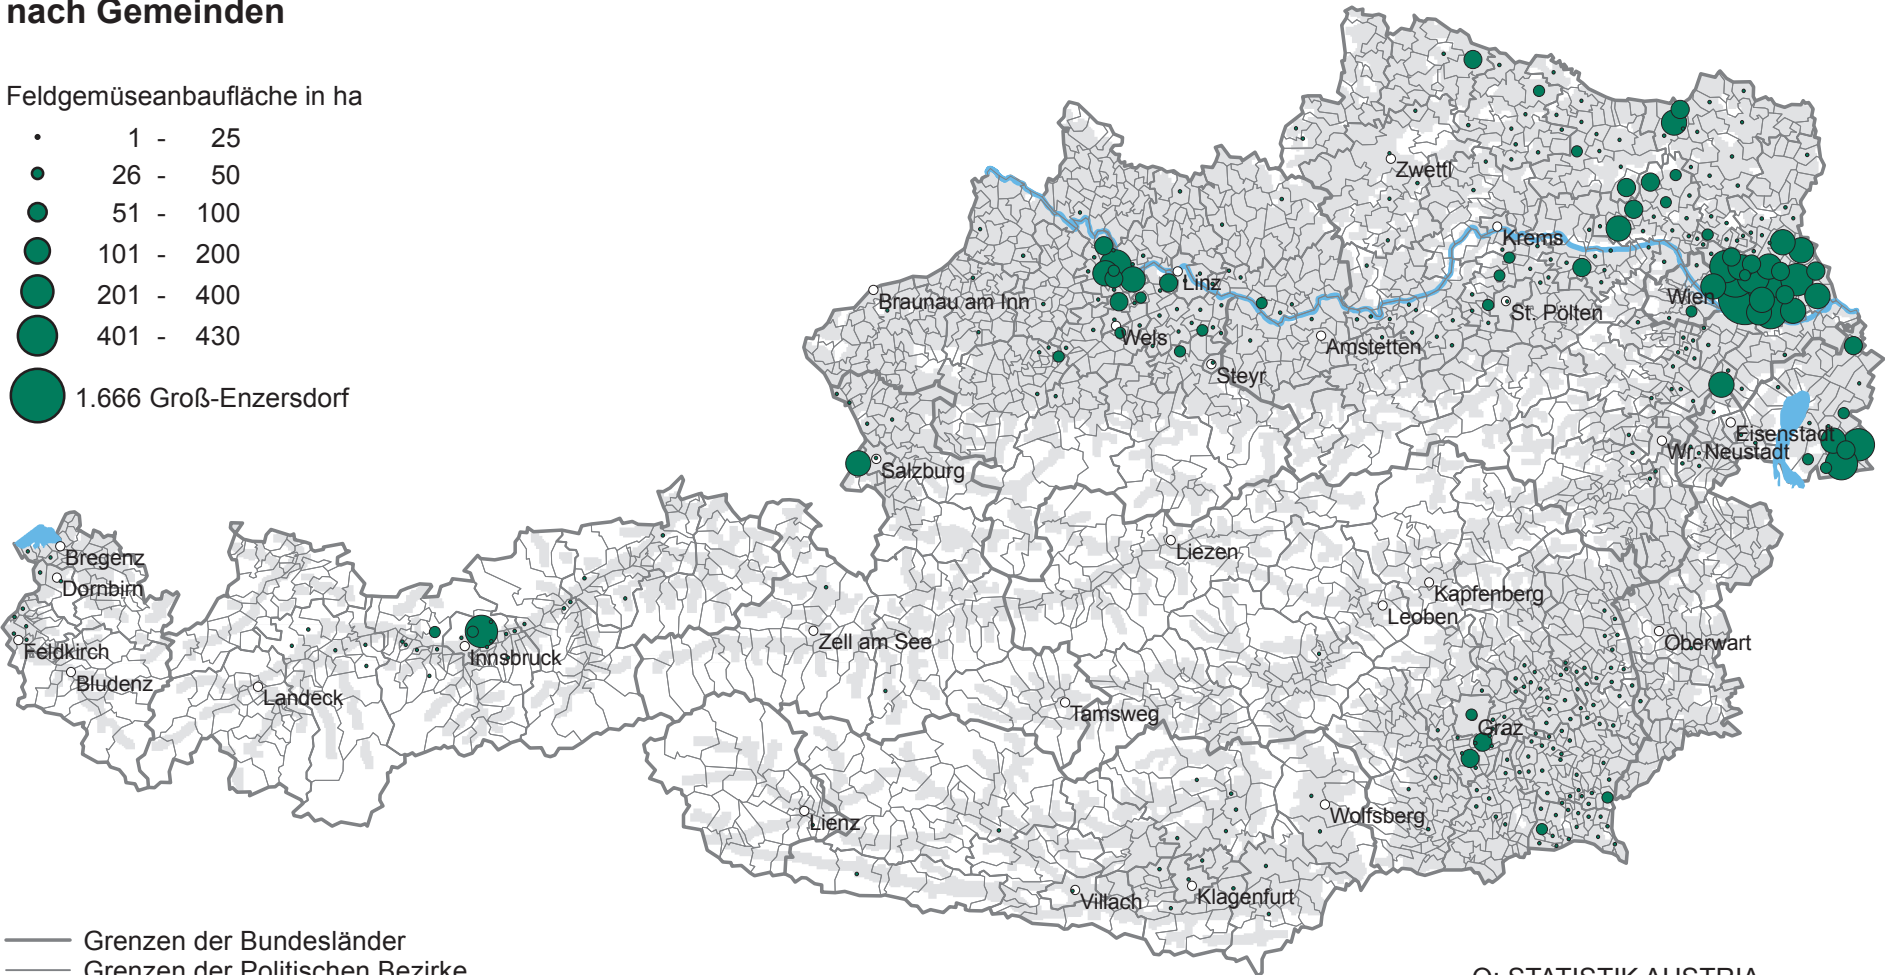 nach Gemeinden
Feldgemüseanbaufläche in ha
1 - 25
26 - 50
51 - 100
101 - 200
201 - 400
401 - 430
1.666 Groß-Enzersdorf
Zwettl
Krems
Linz
Braunau am Inn
Wien
St. Pölten
Wels
Amstetten
Steyr
Eisenstadt
Wr. Neustadt
Salzburg
Bregenz
Liezen
Dornbirn
Kapfenberg
Leoben
Zell am See
Oberwart
Feldkirch
Innsbruck
Bludenz
Landeck
Tamsweg
Graz
Lienz
Wolfsberg
Villach
Klagenfurt
Grenzen der Bundesländer
Grenzen der Politischen Bezirke
Q: STATISTIK AUSTRIA